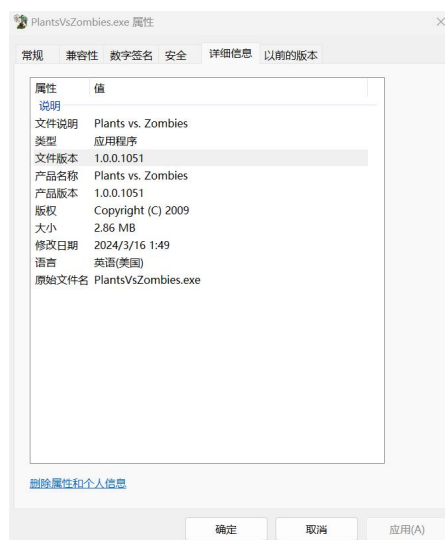 PlantsVsZombies.exe 属性
常规 兼容性 数字签名 安全 详细信息 以前的版本
属性 值
说明
文件说明 Plants vs. Zombies
类型 应用程序
文件版本 1.0.0.1051
产品名称 Plants vs. Zombies
产品版本 1.0.0.1051
版权 Copyright (C) 2009
大小 2.86 MB
修改日期 2024/3/16 1:49
语言 英语(美国)
原始文件名 PlantsVsZombies.exe
删除属性和个人信息
确定 取消 应用(A)